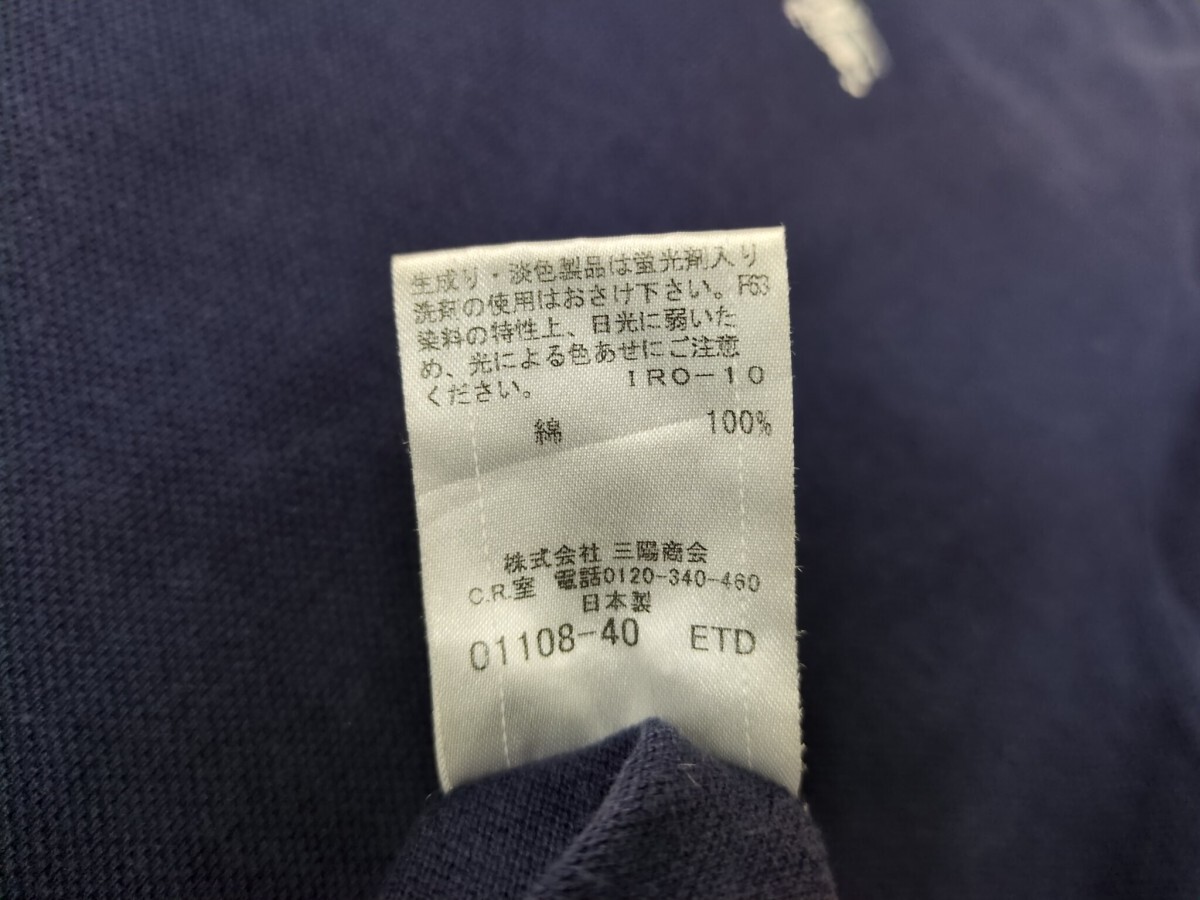 生成り・淡色製品は蛍光剤入り
洗剤の使用はおさけ下さい。F63
染料の特性上、日光に弱いた
め、光による色あせにご注意
ください。 IRO-10
綿 100%
株式会社 三陽商会
C.R.室 電話0120-340-460
日本製
01108-40 ETD